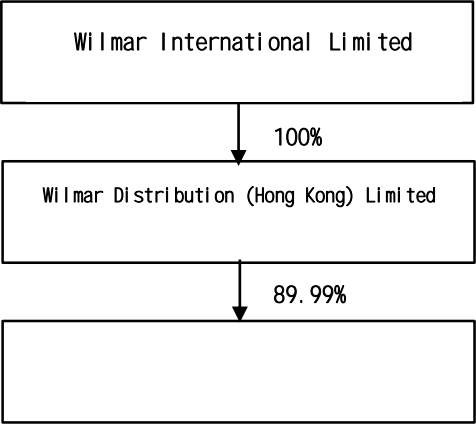 Wilmar International Limited
100%
Wilmar Distribution (Hong Kong) Limited
89.99%